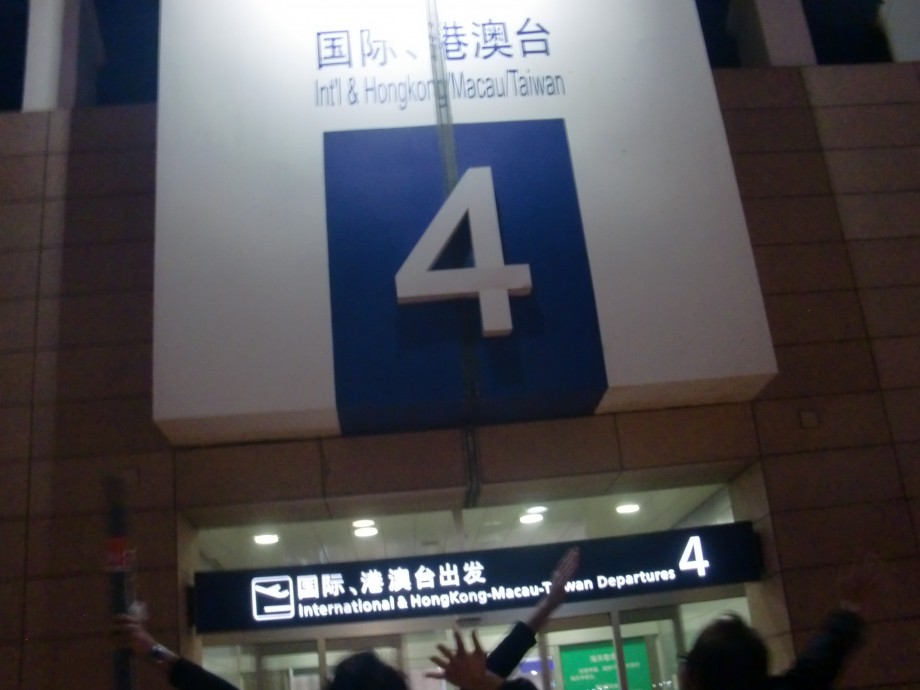 国际、港澳台
Int'l & Hongkong/Macau/Taiwan
4
国际、港澳台出发
International & HongKong-Macau-Taiwan Departures
4